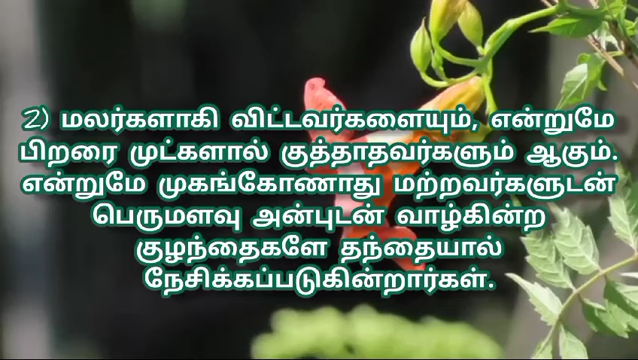 2) மலர்களாகி விட்டவர்களையும், என்றுமே
பிறரை முட்களால் குத்தாதவர்களும் ஆகும்.
என்றுமே முகங்கோணாது மற்றவர்களுடன்
பெருமளவு அன்புடன் வாழ்கின்ற
குழந்தைகளே தந்தையால்
நேசிக்கப்படுகின்றார்கள்.